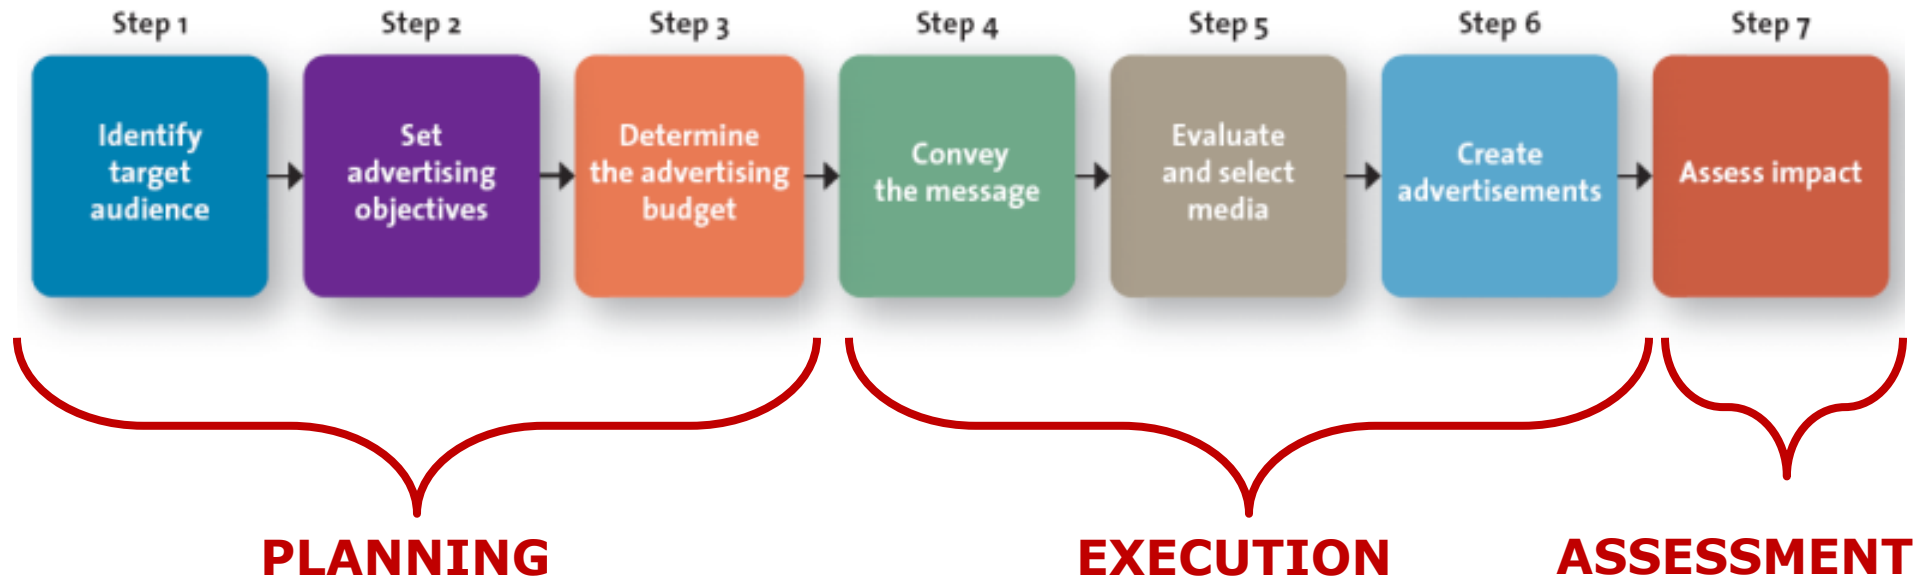 Step 1
Step 2
Step 3
Step 4
Step 5
Step 6
Step 7
Identify
target
audience
Set
advertising
objectives
Determine
the advertising
budget
Convey
the message
Evaluate
and select
media
Create
advertisements
Assess impact
PLANNING
EXECUTION
ASSESSMENT